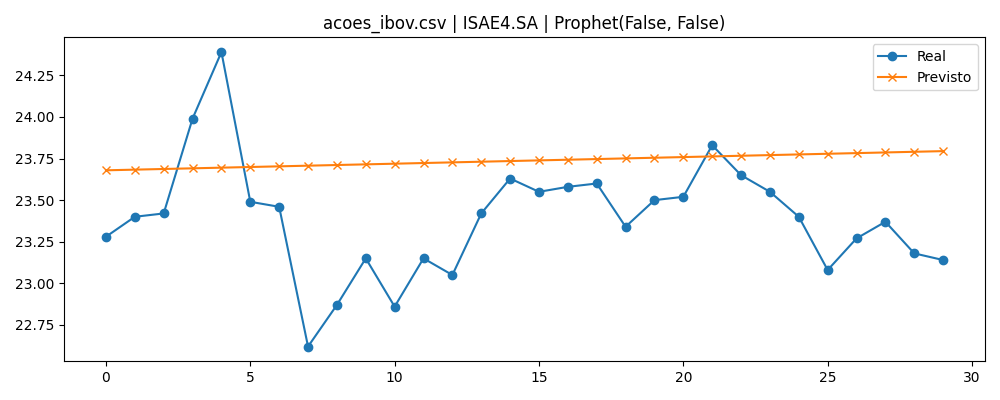 acoes_ibov.csv | ISAE4.SA | Prophet(False, False)
Real
Previsto
24.25
24.00
23.75
23.50
23.25
23.00
22.75
0 5 10 15 20 25 30